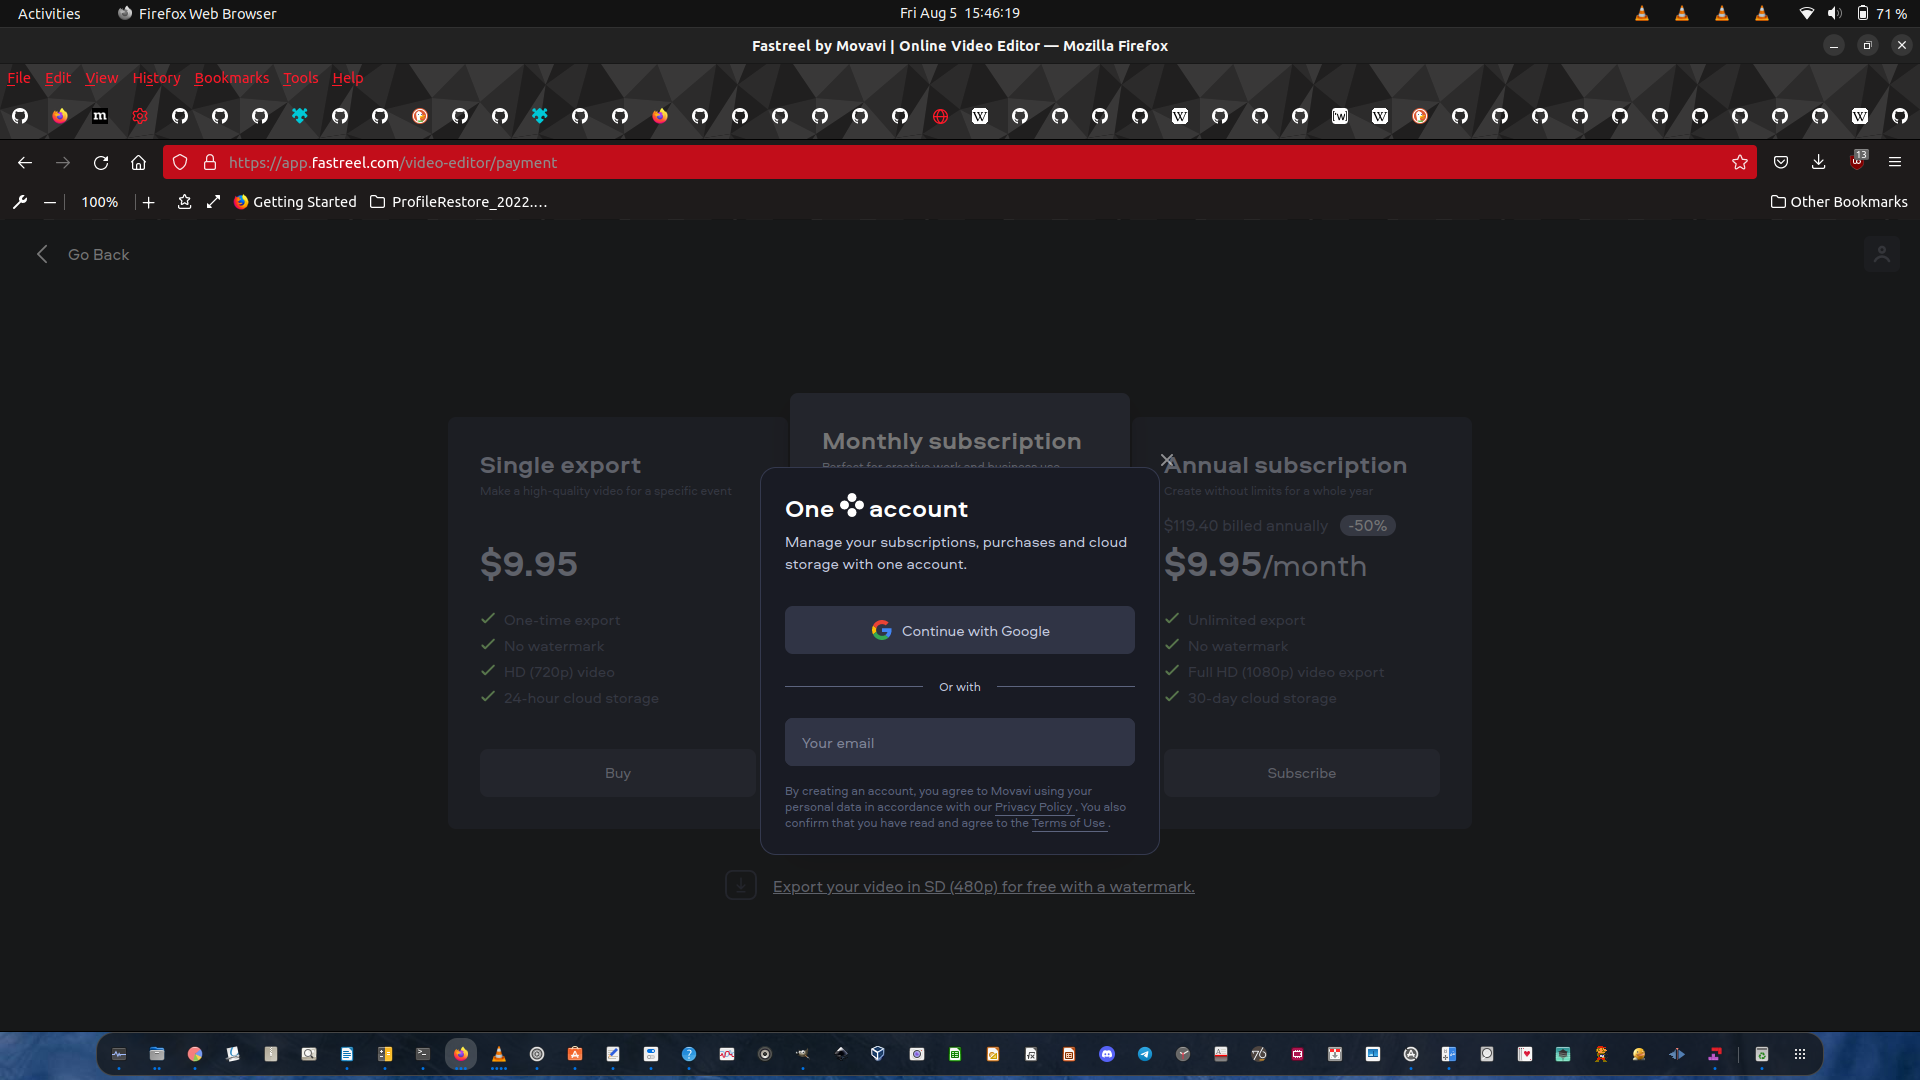 Activities
Firefox Web Browser
Fri Aug 5 15:46:19
71 %
Fastreel by Movavi | Online Video Editor — Mozilla Firefox
File Edit View History Bookmarks Tools Help
https://app.fastreel.com/video-editor/payment
13
100%
Getting Started
ProfileRestore_2022....
Other Bookmarks
Go Back
Single export
Make a high-quality video for a specific event
$9.95
One-time export
No watermark
HD (720p) video
24-hour cloud storage
Buy
Monthly subscription
Perfect for creative work and business use
One account
Manage your subscriptions, purchases and cloud
storage with one account.
Continue with Google
Or with
Your email
By creating an account, you agree to Movavi using your
personal data in accordance with our Privacy Policy . You also
confirm that you have read and agree to the Terms of Use .
Annual subscription
Create without limits for a whole year
$119.40 billed annually -50%
$9.95/month
Unlimited export
No watermark
Full HD (1080p) video export
30-day cloud storage
Subscribe
Export your video in SD (480p) for free with a watermark.